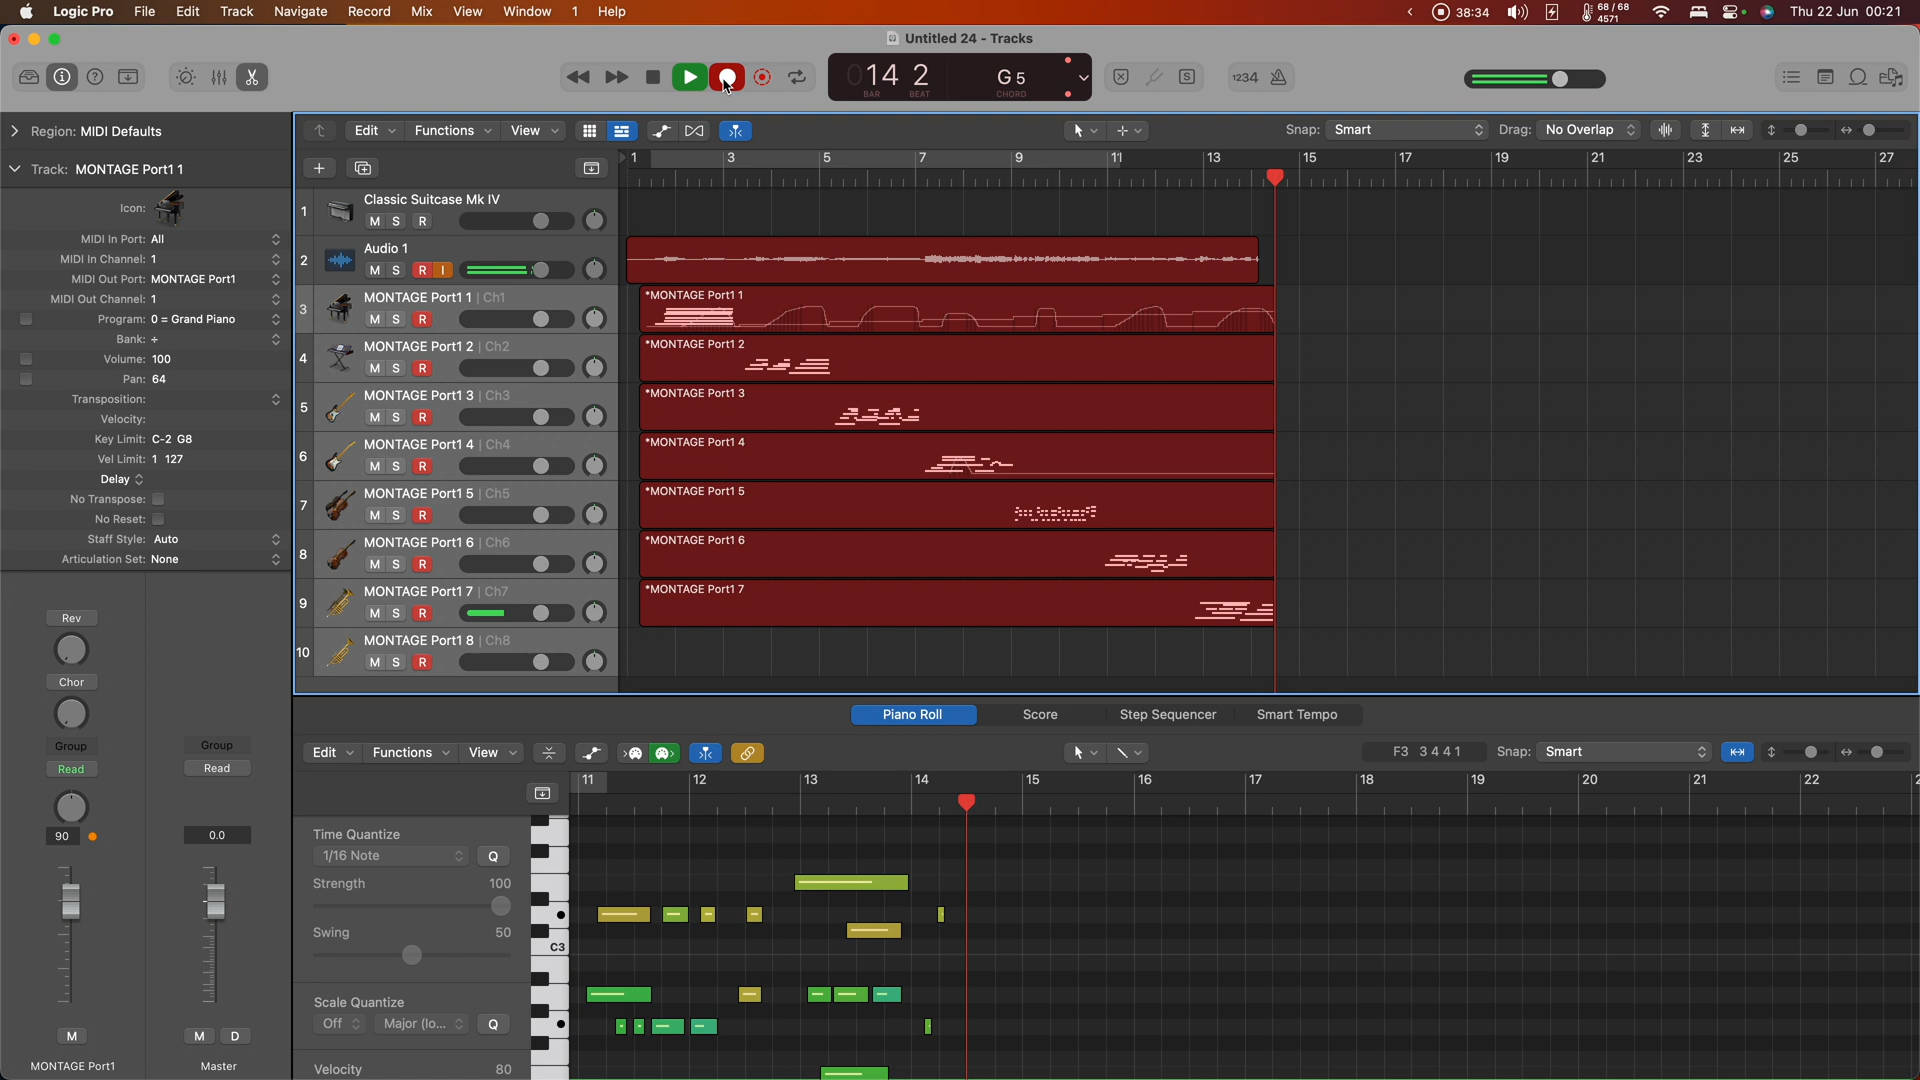 Logic Pro File Edit Track Navigate Record Mix View Window 1 Help 38:34 68 / 68 4571 Thu 22 Jun 00:21
Untitled 24 - Tracks
14 2 G5
BAR BEAT CHORD
S 1234
Region: MIDI Defaults
Edit Functions View Snap: Smart Drag: No Overlap
Track: MONTAGE Port1 1
1 3 5 7 9 11 13 15 17 19 21 23 25 27
Icon:
MIDI In Port: All
MIDI In Channel: 1
MIDI Out Port: MONTAGE Port1
MIDI Out Channel: 1
Program: 0 = Grand Piano
Bank: ÷
Volume: 100
Pan: 64
Transposition:
Velocity:
Key Limit: C-2 G8
Vel Limit: 1 127
Delay
No Transpose:
No Reset:
Staff Style: Auto
Articulation Set: None
1 Classic Suitcase Mk IV
M S R
2 Audio 1
M S R I
3 MONTAGE Port1 1 | Ch1
M S R
*MONTAGE Port1 1
4 MONTAGE Port1 2 | Ch2
M S R
*MONTAGE Port1 2
5 MONTAGE Port1 3 | Ch3
M S R
*MONTAGE Port1 3
6 MONTAGE Port1 4 | Ch4
M S R
*MONTAGE Port1 4
7 MONTAGE Port1 5 | Ch5
M S R
*MONTAGE Port1 5
8 MONTAGE Port1 6 | Ch6
M S R
*MONTAGE Port1 6
9 MONTAGE Port1 7 | Ch7
M S R
*MONTAGE Port1 7
10 MONTAGE Port1 8 | Ch8
M S R
Rev
Chor
Group Group
Read Read
90 0.0
M M D
MONTAGE Port1 Master
Piano Roll Score Step Sequencer Smart Tempo
Edit Functions View F3 3 4 4 1 Snap: Smart
11 12 13 14 15 16 17 18 19 20 21 22
Time Quantize
1/16 Note Q
Strength 100
Swing 50
C3
Scale Quantize
Off Major (lo... Q
Velocity 80